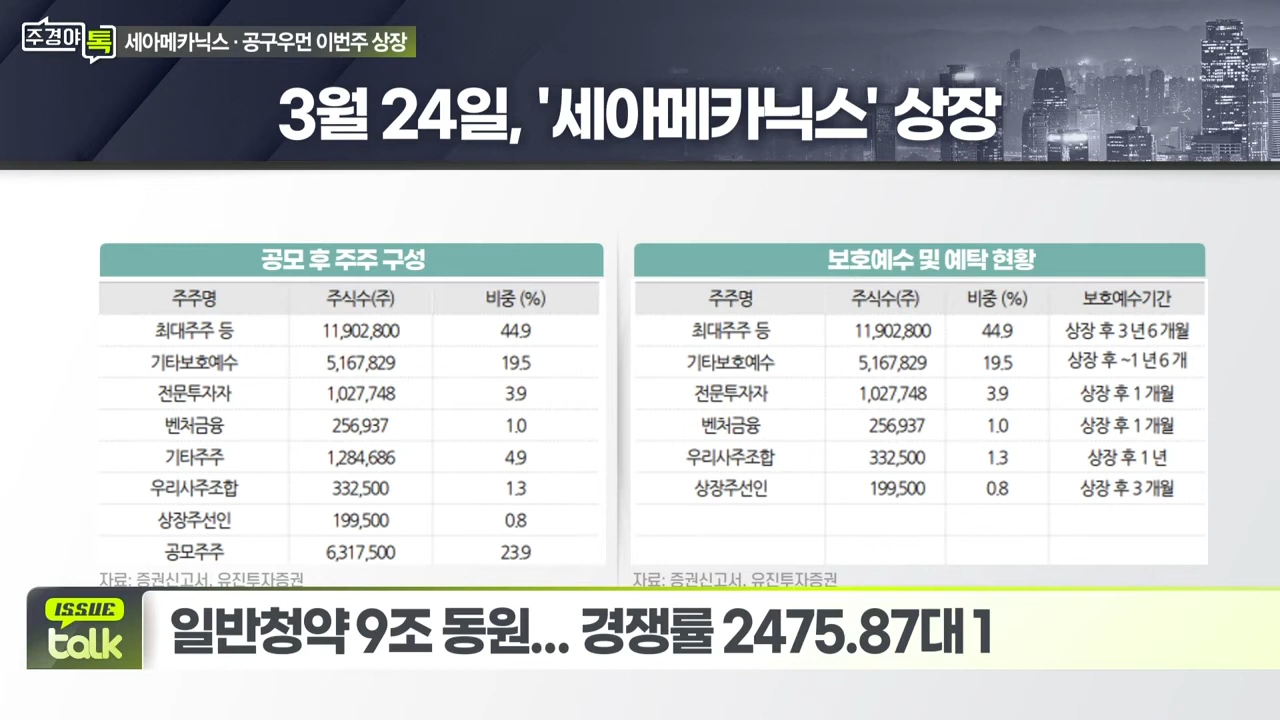 주경야톡 세아메카닉스·공구우먼 이번주 상장
3월 24일, '세아메카닉스' 상장
공모 후 주주 구성
주주명 주식수(주) 비중 (%)
최대주주 등 11,902,800 44.9
기타보호예수 5,167,829 19.5
전문투자자 1,027,748 3.9
벤처금융 256,937 1.0
기타주주 1,284,686 4.9
우리사주조합 332,500 1.3
상장주선인 199,500 0.8
공모주주 6,317,500 23.9
자료: 증권신고서, 유진투자증권
보호예수 및 예탁 현황
주주명 주식수(주) 비중 (%) 보호예수기간
최대주주 등 11,902,800 44.9 상장 후 3년6개월
기타보호예수 5,167,829 19.5 상장 후 ~1년6개
전문투자자 1,027,748 3.9 상장 후 1개월
벤처금융 256,937 1.0 상장 후 1개월
우리사주조합 332,500 1.3 상장 후 1년
상장주선인 199,500 0.8 상장 후 3개월
자료: 증권신고서, 유진투자증권
ISSUE
talk
일반청약 9조 동원... 경쟁률 2475.87대 1